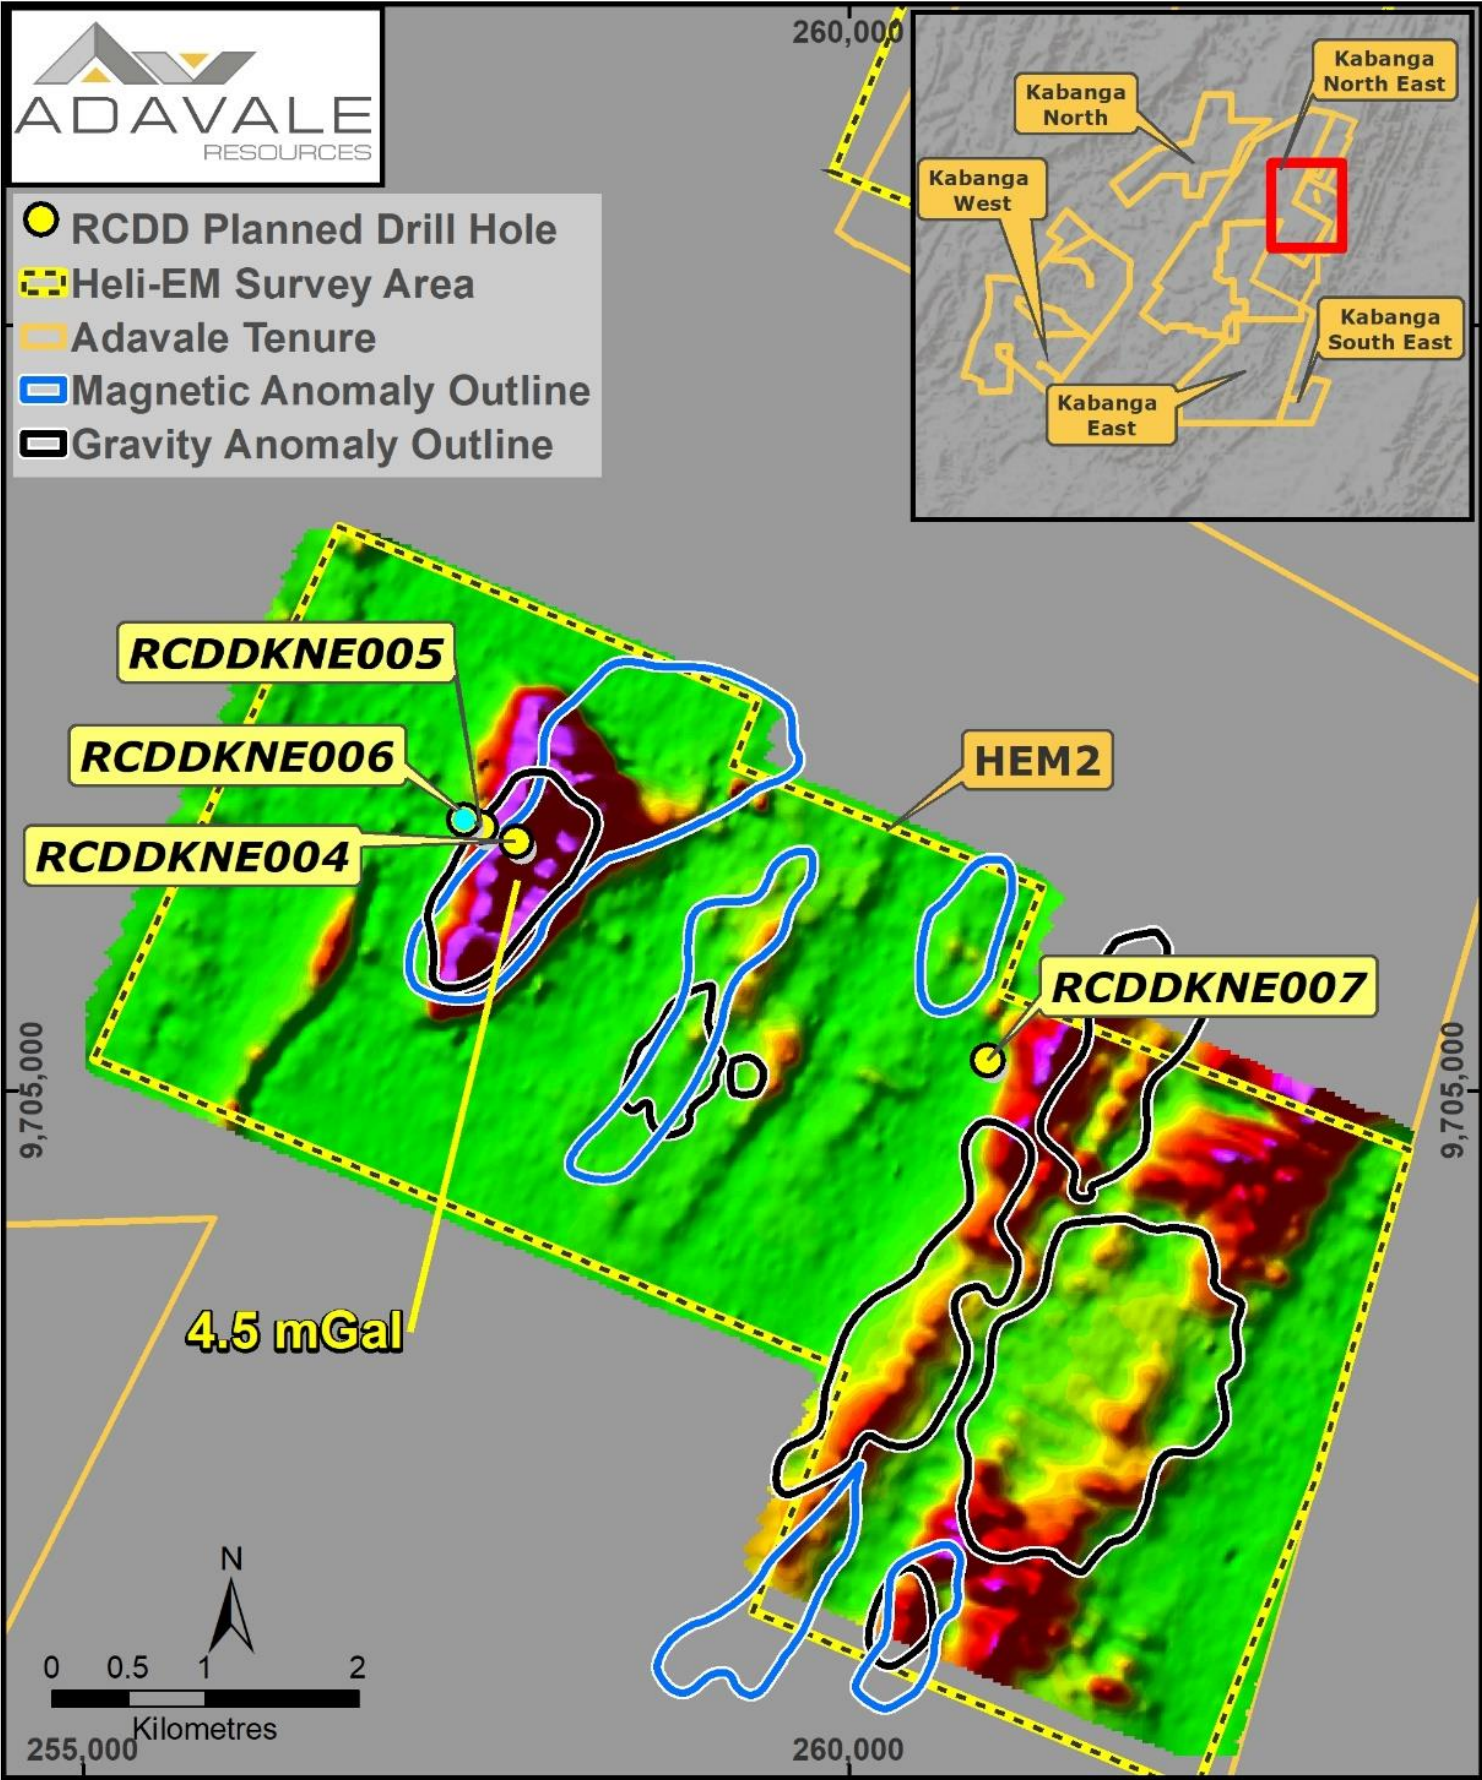 ADAVALE
RESOURCES
RCDD Planned Drill Hole
Heli-EM Survey Area
Adavale Tenure
Magnetic Anomaly Outline
Gravity Anomaly Outline
260,000
Kabanga
North East
Kabanga
North
Kabanga
West
Kabanga
South East
Kabanga
East
RCDDKNE005
RCDDKNE006
RCDDKNE004
HEM2
RCDDKNE007
9,705,000
9,705,000
4.5 mGal
N
0 0.5 1 2
Kilometres
255,000
260,000